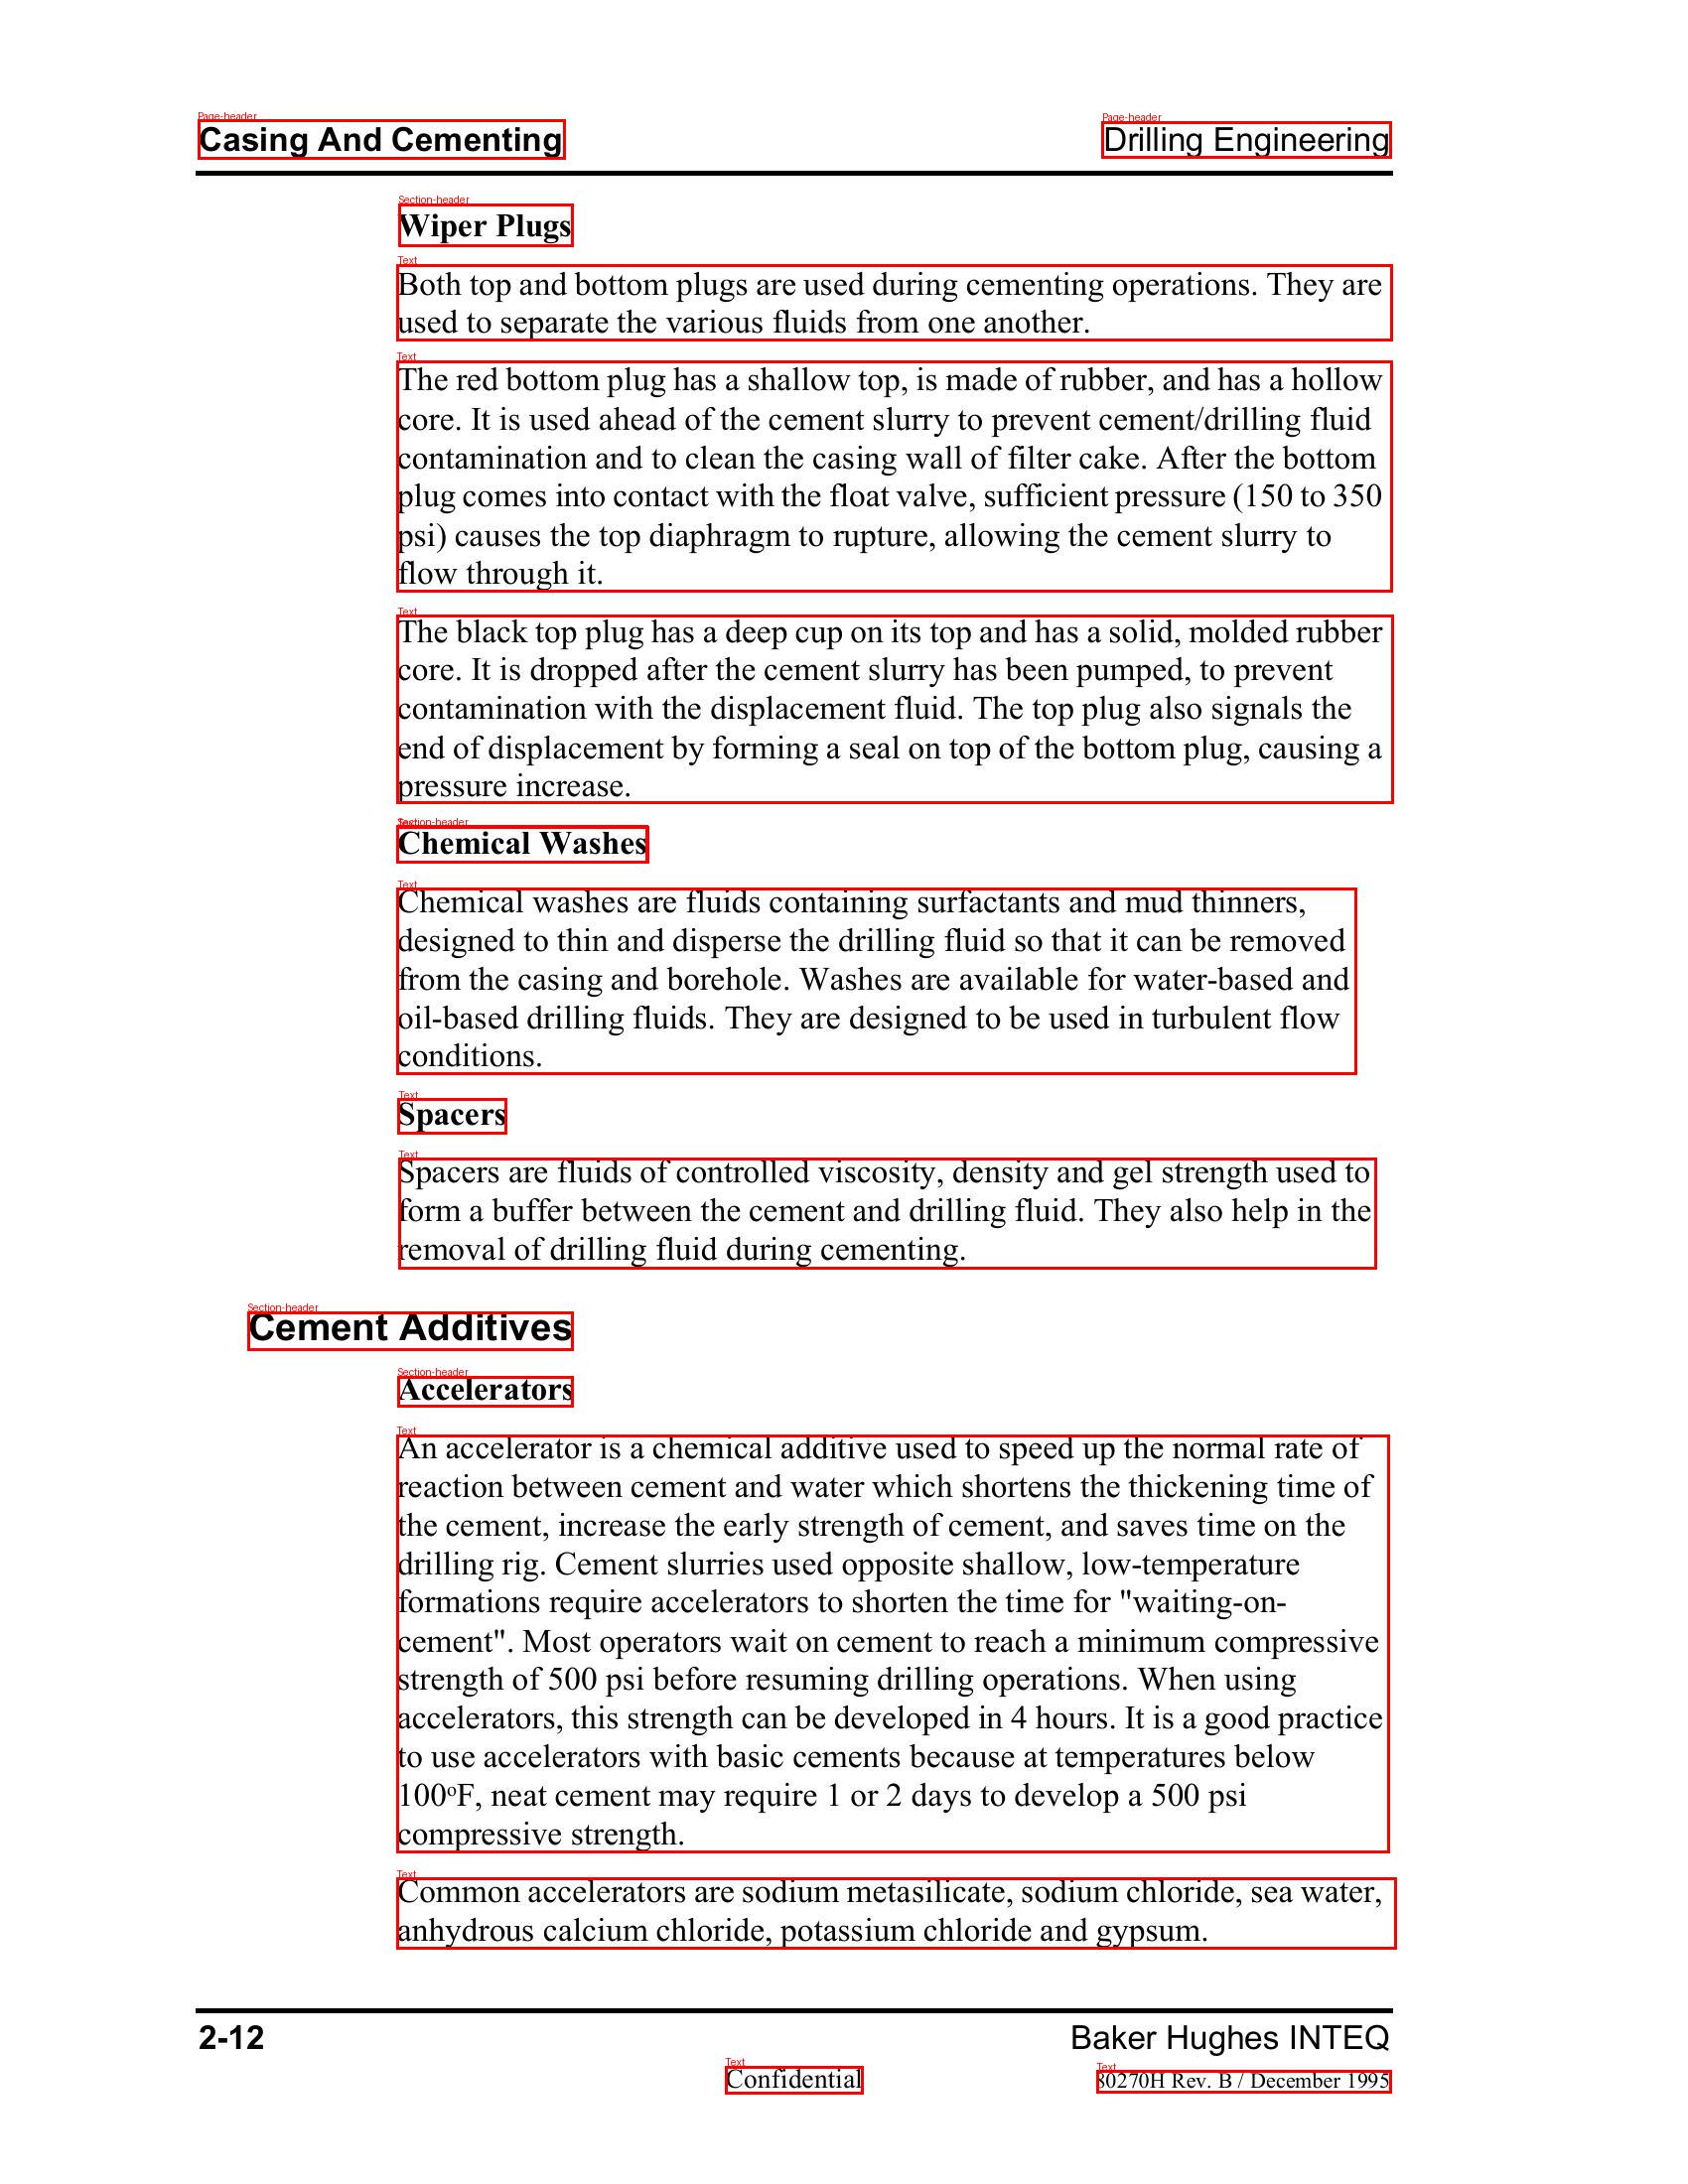 Page-header
Casing And Cementing
Page-header
Drilling Engineering
Section-header
Wiper Plugs
Text
Both top and bottom plugs are used during cementing operations. They are
used to separate the various fluids from one another.
Text
The red bottom plug has a shallow top, is made of rubber, and has a hollow
core. It is used ahead of the cement slurry to prevent cement/drilling fluid
contamination and to clean the casing wall of filter cake. After the bottom
plug comes into contact with the float valve, sufficient pressure (150 to 350
psi) causes the top diaphragm to rupture, allowing the cement slurry to
flow through it.
Text
The black top plug has a deep cup on its top and has a solid, molded rubber
core. It is dropped after the cement slurry has been pumped, to prevent
contamination with the displacement fluid. The top plug also signals the
end of displacement by forming a seal on top of the bottom plug, causing a
pressure increase.
Section-header
Chemical Washes
Text
Chemical washes are fluids containing surfactants and mud thinners,
designed to thin and disperse the drilling fluid so that it can be removed
from the casing and borehole. Washes are available for water-based and
oil-based drilling fluids. They are designed to be used in turbulent flow
conditions.
Text
Spacers
Text
Spacers are fluids of controlled viscosity, density and gel strength used to
form a buffer between the cement and drilling fluid. They also help in the
removal of drilling fluid during cementing.
Section-header
Cement Additives
Section-header
Accelerators
Text
An accelerator is a chemical additive used to speed up the normal rate of
reaction between cement and water which shortens the thickening time of
the cement, increase the early strength of cement, and saves time on the
drilling rig. Cement slurries used opposite shallow, low-temperature
formations require accelerators to shorten the time for "waiting-on-
cement". Most operators wait on cement to reach a minimum compressive
strength of 500 psi before resuming drilling operations. When using
accelerators, this strength can be developed in 4 hours. It is a good practice
to use accelerators with basic cements because at temperatures below
100ºF, neat cement may require 1 or 2 days to develop a 500 psi
compressive strength.
Text
Common accelerators are sodium metasilicate, sodium chloride, sea water,
anhydrous calcium chloride, potassium chloride and gypsum.
2-12
Baker Hughes INTEQ
Text
Confidential
Text
80270H Rev. B / December 1995